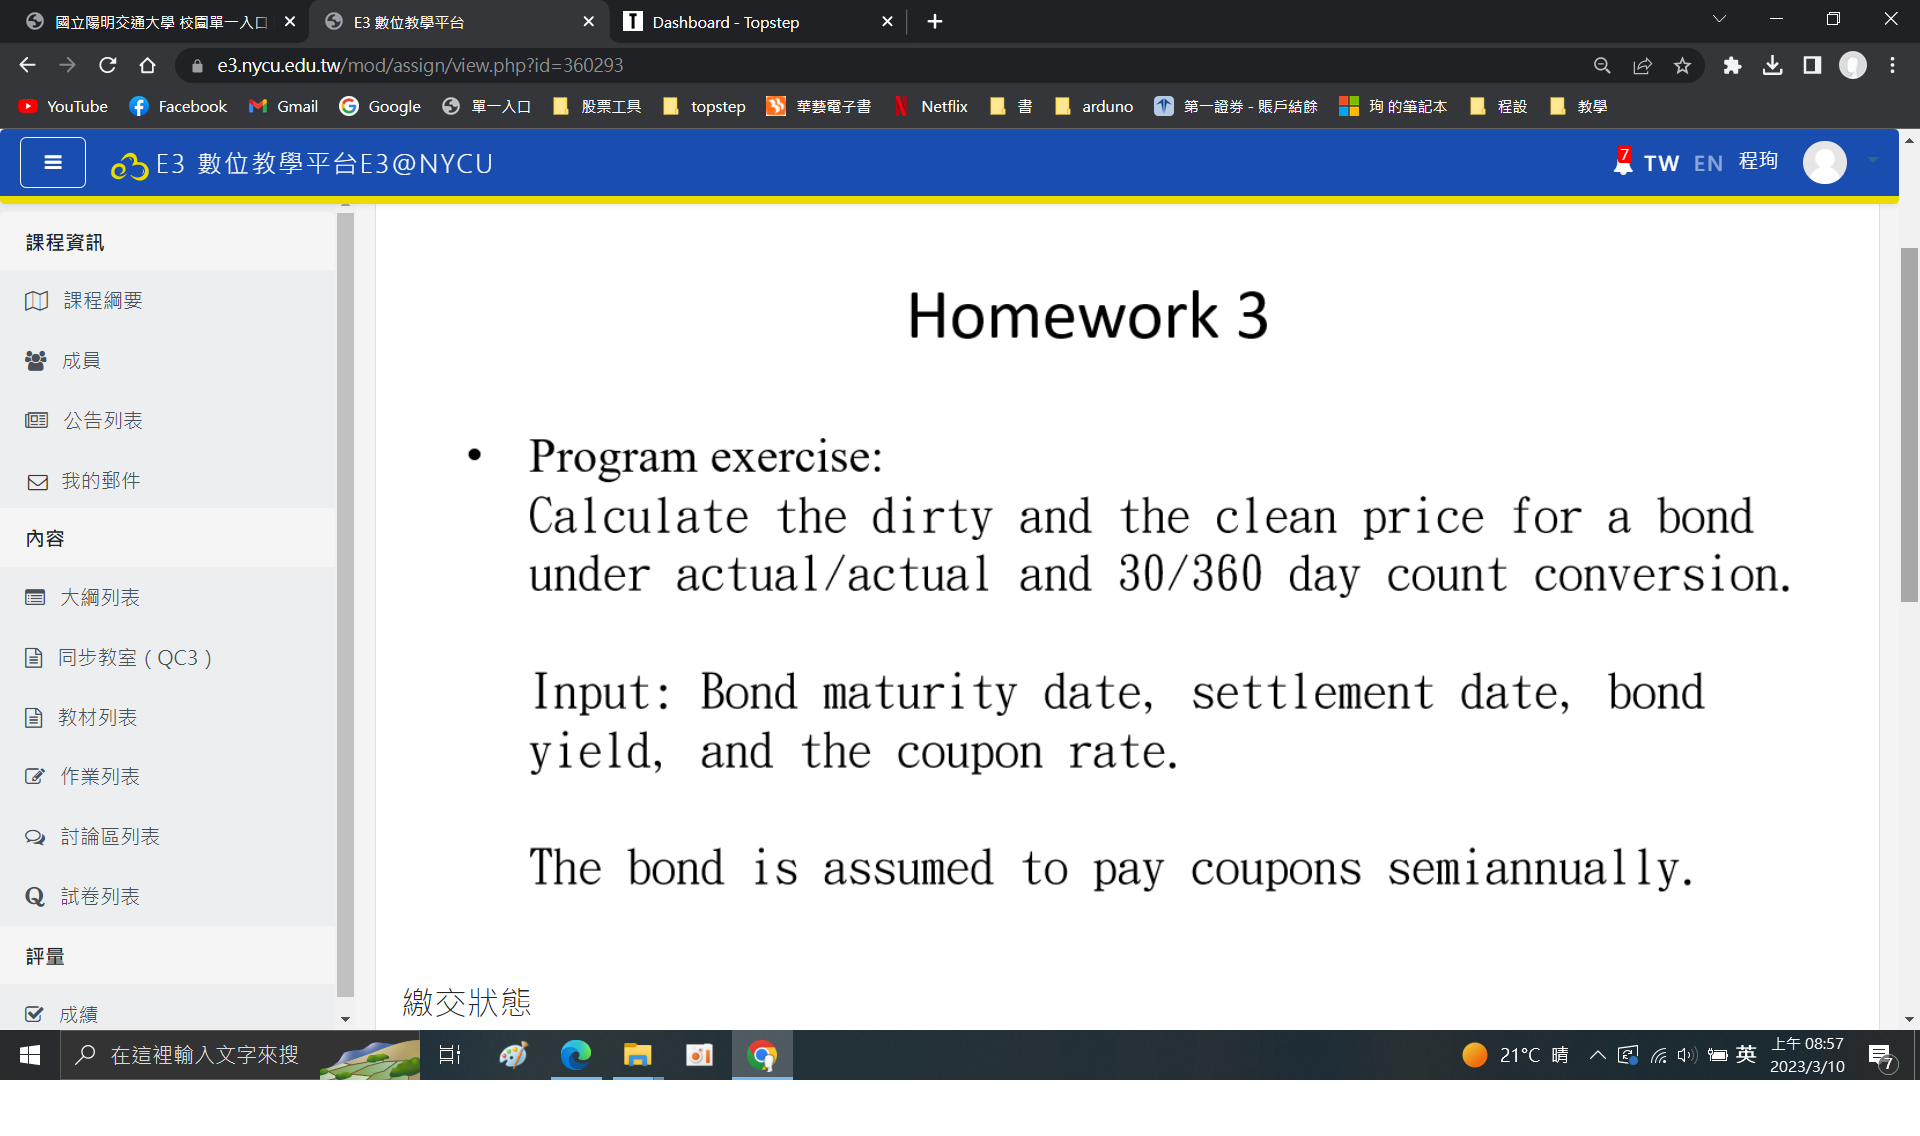 國立陽明交通大學 校園單一入口
E3 數位教學平台
Dashboard - Topstep
e3.nycu.edu.tw/mod/assign/view.php?id=360293
YouTube
Facebook
Gmail
Google
單一入口
股票工具
topstep
華藝電子書
Netflix
書
arduno
第一證券 - 賬戶結餘
珣 的筆記本
程設
教學
E3 數位教學平台E3@NYCU
7
TW
EN
程珣
課程資訊
課程綱要
成員
公告列表
我的郵件
內容
大綱列表
同步教室 ( QC3 )
教材列表
作業列表
討論區列表
試卷列表
評量
成績
Homework 3
• Program exercise:
Calculate the dirty and the clean price for a bond
under actual/actual and 30/360 day count conversion.
Input: Bond maturity date, settlement date, bond
yield, and the coupon rate.
The bond is assumed to pay coupons semiannually.
繳交狀態
在這裡輸入文字來搜
21°C 晴
英
上午 08:57
2023/3/10
7